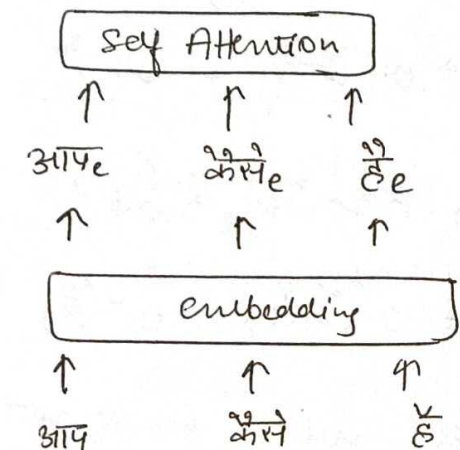 Self Attention
आपe कैसेe हैंe
embedding
आप कैसे हैं